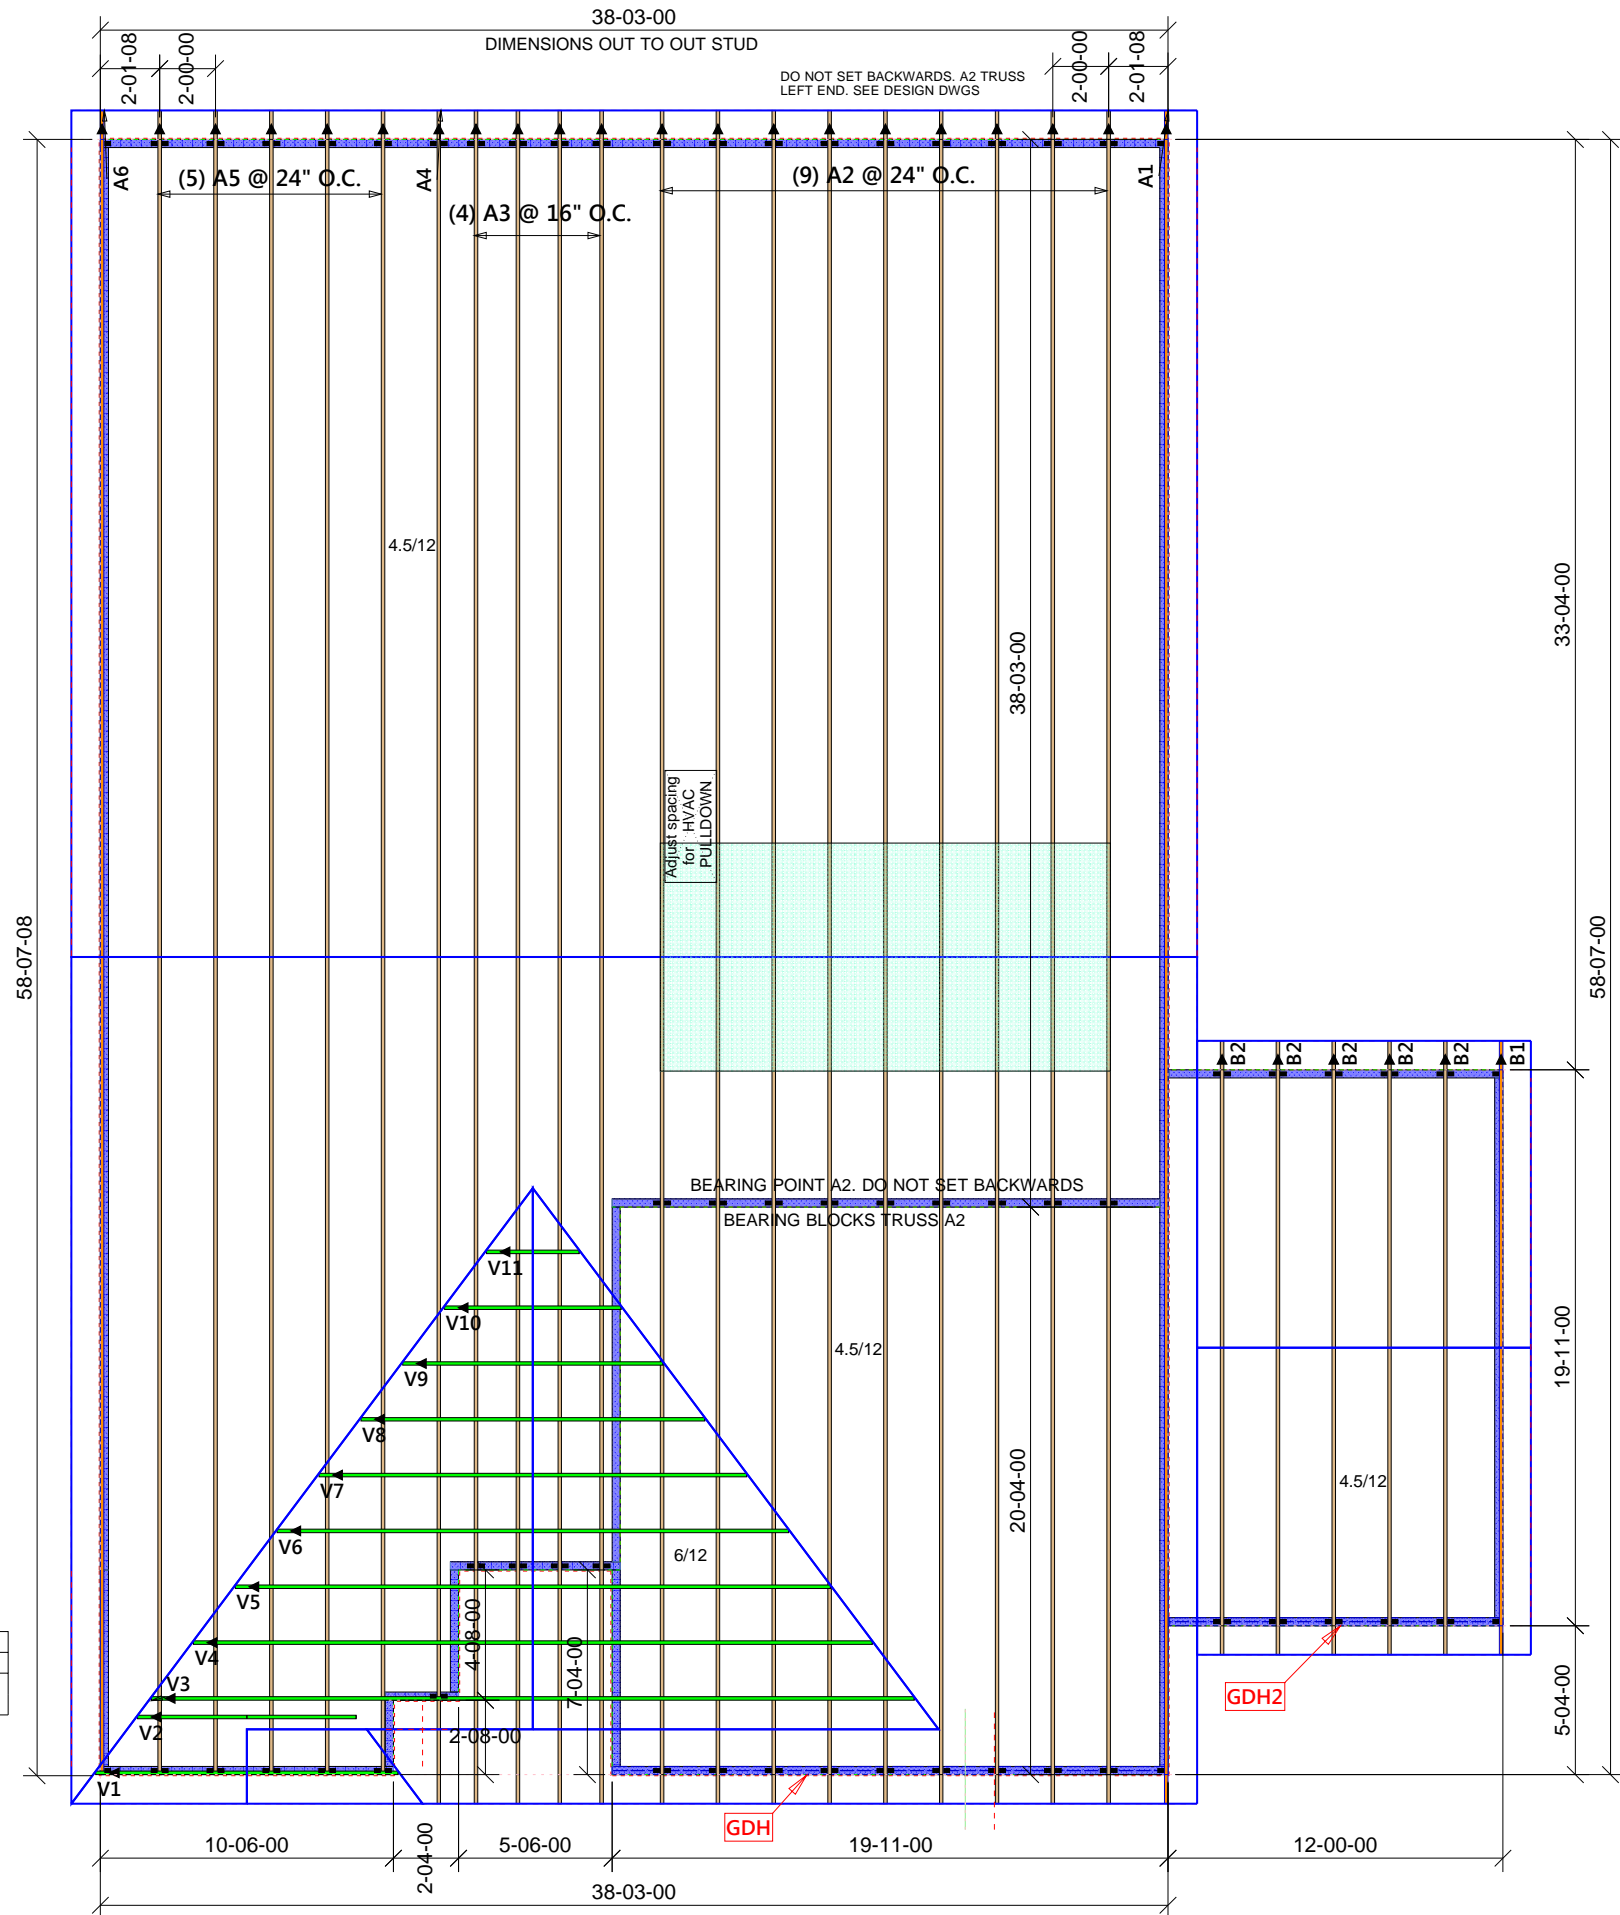 38-03-00
DIMENSIONS OUT TO OUT STUD
2-01-08
2-00-00
DO NOT SET BACKWARDS. A2 TRUSS
LEFT END. SEE DESIGN DWGS
2-00-00
2-01-08
A6
(5) A5 @ 24" O.C.
A4
(4) A3 @ 16" O.C.
(9) A2 @ 24" O.C.
A1
4.5/12
38-03-00
33-04-00
Adjust spacing
for HVAC
PULLDOWN
58-07-08
58-07-00
B2
B2
B2
B2
B2
B1
BEARING POINT A2. DO NOT SET BACKWARDS
BEARING BLOCKS TRUSS A2
V11
V10
V9
V8
V7
V6
V5
V4
V3
V2
V1
4.5/12
4.5/12
6/12
19-11-00
20-04-00
4-08-00
7-04-00
2-08-00
GDH2
5-04-00
GDH
10-06-00
2-04-00
5-06-00
19-11-00
12-00-00
38-03-00